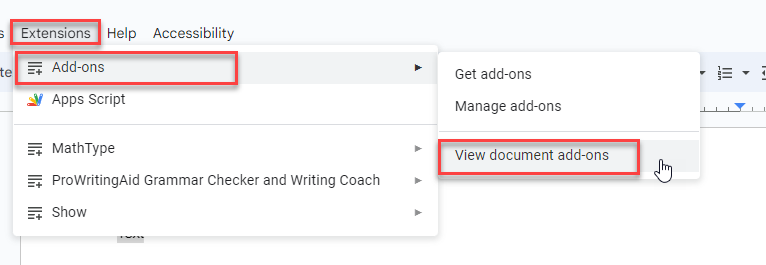 Extensions Help Accessibility
Add-ons
Get add-ons
Apps Script
Manage add-ons
MathType
View document add-ons
ProWritingAid Grammar Checker and Writing Coach
Show